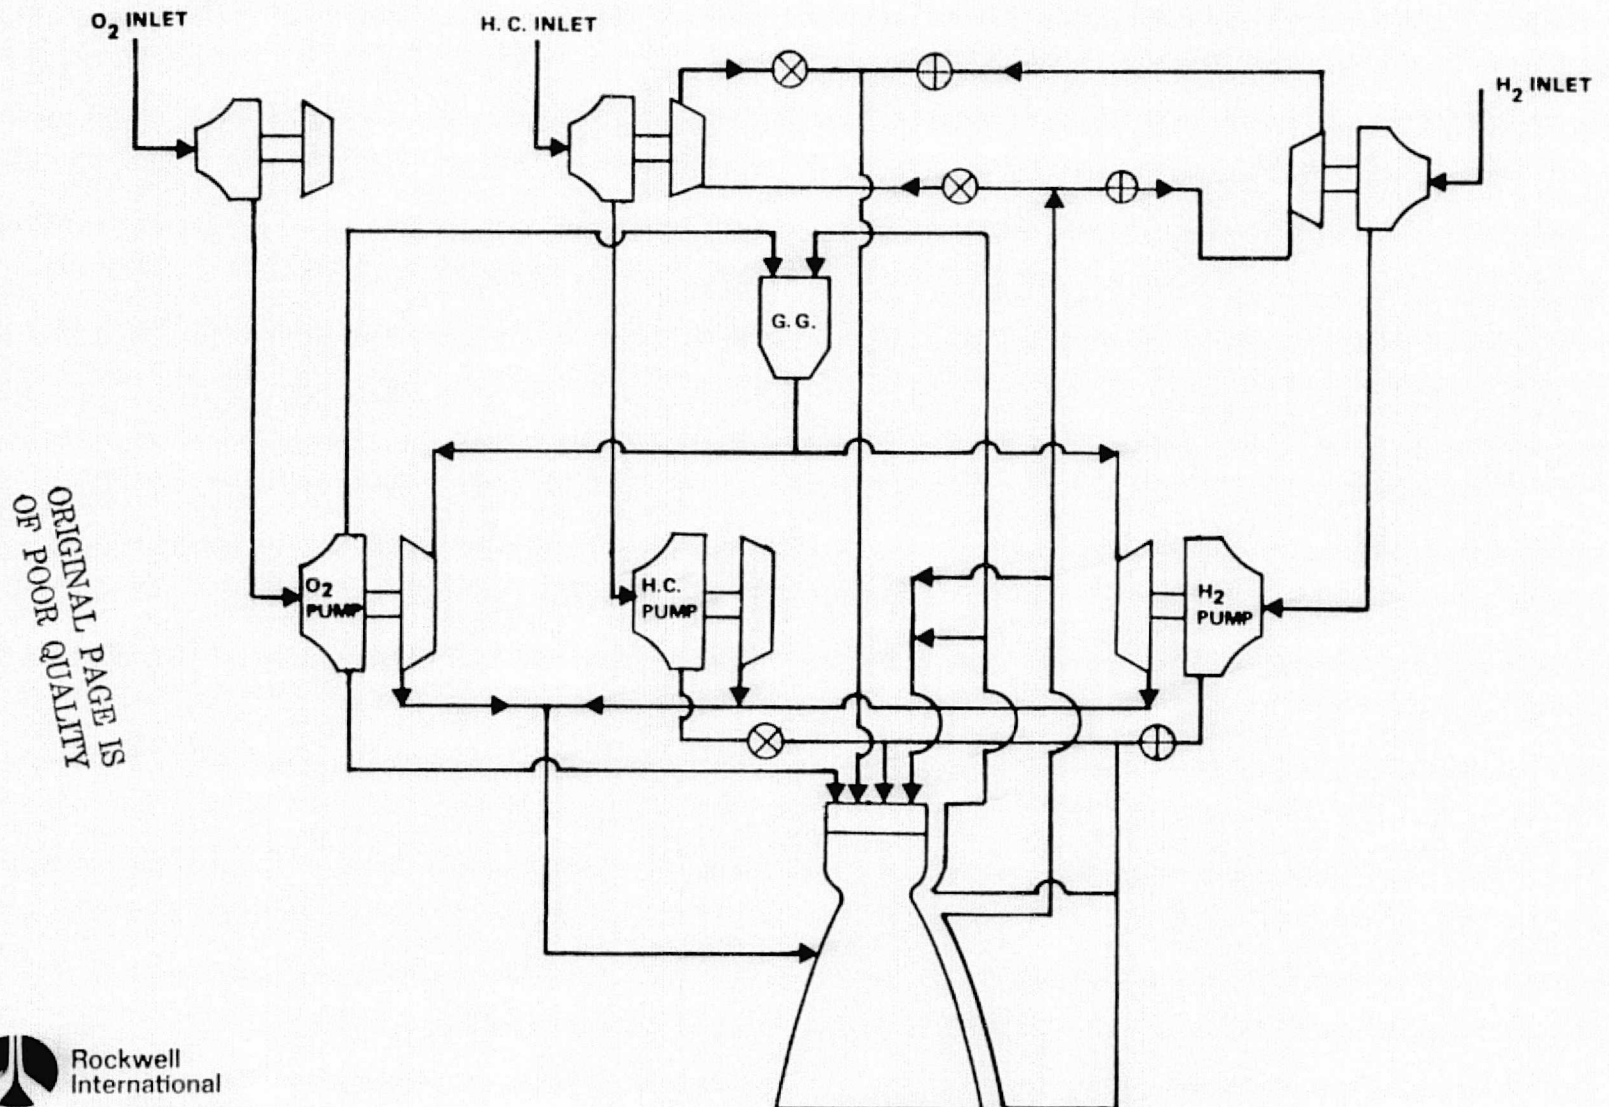 O2 INLET
H. C. INLET
H2 INLET
G. G.
O2
PUMP
H.C.
PUMP
H2
PUMP
ORIGINAL PAGE IS
OF POOR QUALITY
Rockwell
International